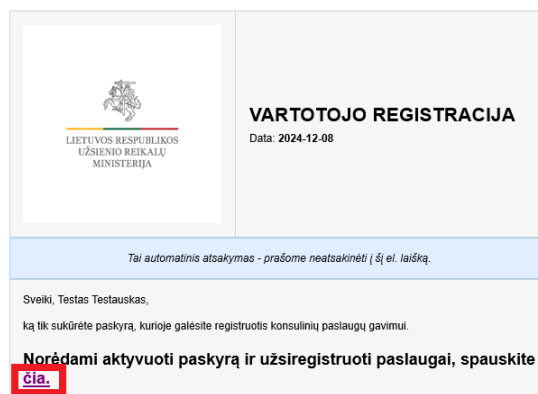 LIETUVOS RESPUBLIKOS
UŽSIENIO REIKALŲ
MINISTERIJA
VARTOTOJO REGISTRACIJA
Data: 2024-12-08
Tai automatinis atsakymas - prašome neatsakinėti į šį el. laišką.
Sveiki, Testas Testauskas,
ką tik sukūrėte paskyrą, kurioje galėsite registruotis konsulinių paslaugų gavimui.
Norėdami aktyvuoti paskyrą ir užsiregistruoti paslaugai, spauskite
čia.